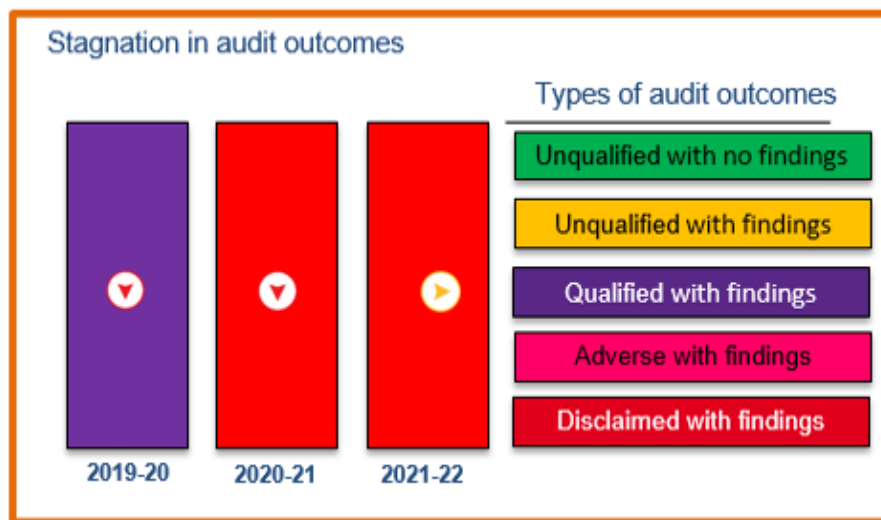 Stagnation in audit outcomes
Types of audit outcomes
Unqualified with no findings
Unqualified with findings
Qualified with findings
Adverse with findings
Disclaimed with findings
2019-20
2020-21
2021-22